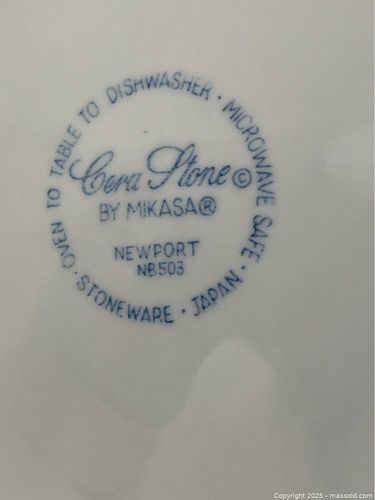 OVEN TO TABLE TO DISHWASHER · MICROWAVE SAFE · JAPAN · STONEWARE ·
Cera Stone©
BY MIKASA®
NEWPORT
NB503
Copyright 2025 - maxsold.com